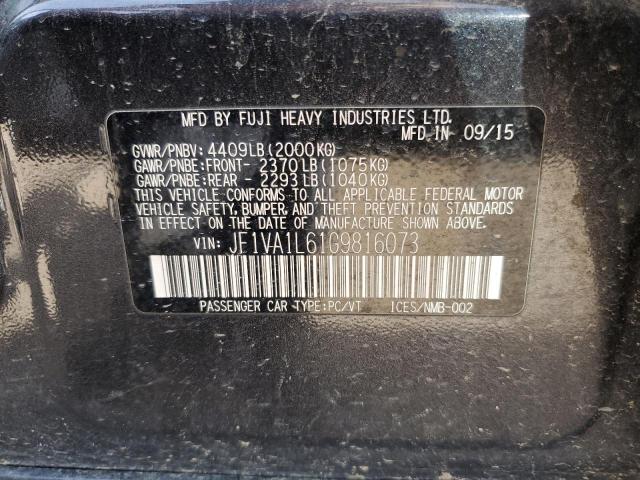 MFD BY FUJI HEAVY INDUSTRIES LTD.
MFD.IN 09/15
GVWR/PNBV: 4409LB(2000KG)
GAWR/PNBE:FRONT- 2370LB(1075KG)
GAWR/PNBE:REAR - 2293LB(1040KG)
THIS VEHICLE CONFORMS TO ALL APPLICABLE FEDERAL MOTOR
VEHICLE SAFETY, BUMPER, AND THEFT PREVENTION STANDARDS
IN EFFECT ON THE DATE OF MANUFACTURE SHOWN ABOVE.
VIN: JF1VA1L61G9816073
PASSENGER CAR TYPE:PC/VT ICES/NMB-002